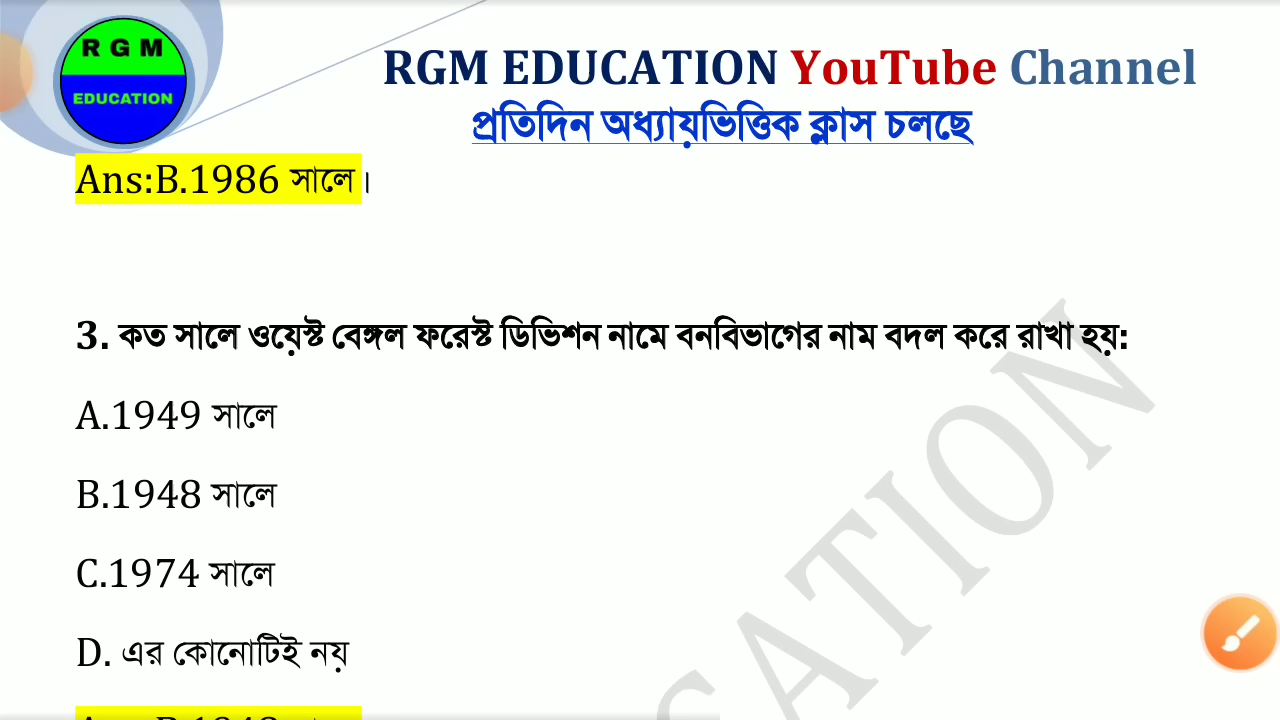 R G M
EDUCATION
RGM EDUCATION YouTube Channel
প্রতিদিন অধ্যায়ভিত্তিক ক্লাস চলছে
Ans:B.1986 সালে।
3. কত সালে ওয়েস্ট বেঙ্গল ফরেস্ট ডিভিশন নামে বনবিভাগের নাম বদল করে রাখা হয়:
A.1949 সালে
B.1948 সালে
C.1974 সালে
D. এর কোনোটিই নয়
CATION